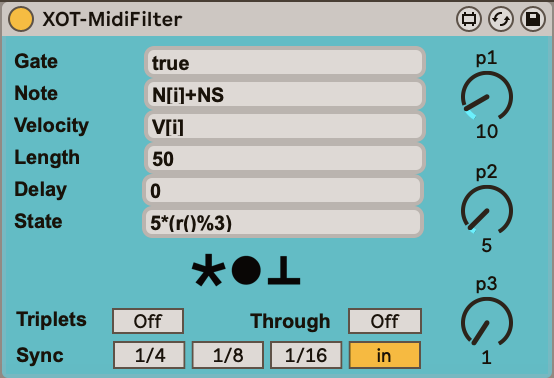 XOT-MidiFilter
Gate true
Note N[i]+NS
Velocity V[i]
Length 50
Delay 0
State 5*(r()%3)
p1
10
p2
5
p3
1
Triplets Off Through Off
Sync 1/4 1/8 1/16 in